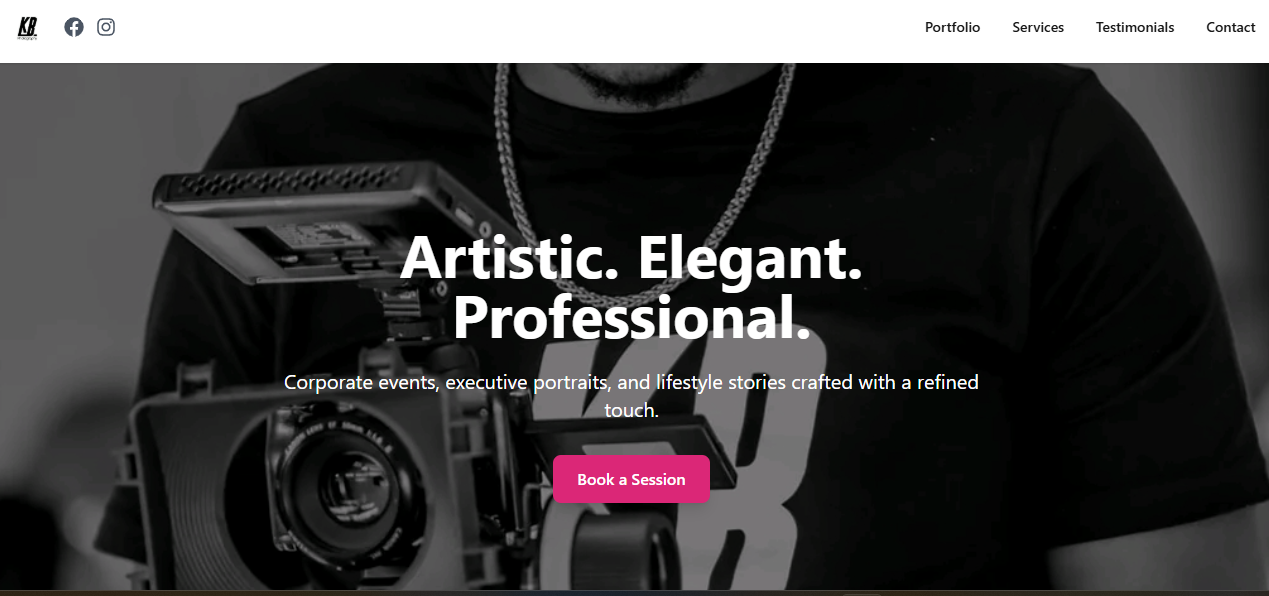 KB
Portfolio
Services
Testimonials
Contact
Artistic. Elegant.
Professional.
Corporate events, executive portraits, and lifestyle stories crafted with a refined
touch.
Book a Session
KB